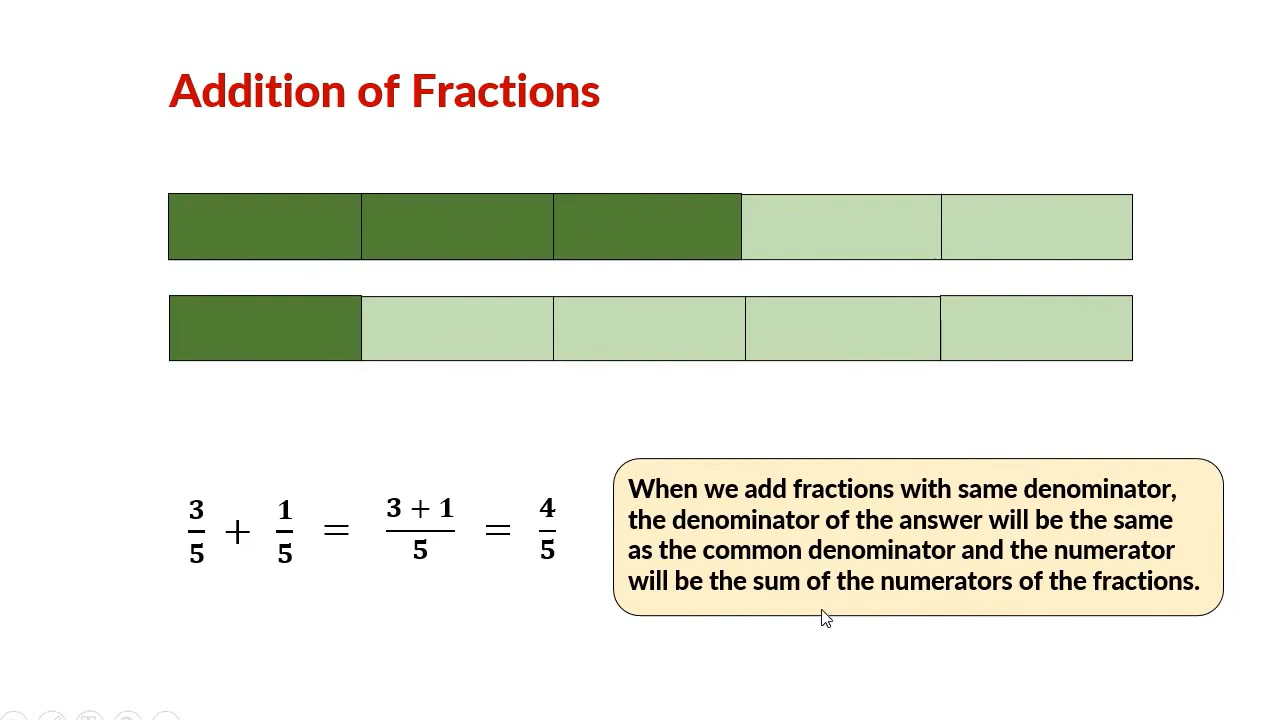 Addition of Fractions
3/5 + 1/5 = 3 + 1/5 = 4/5
When we add fractions with same denominator,
the denominator of the answer will be the same
as the common denominator and the numerator
will be the sum of the numerators of the fractions.